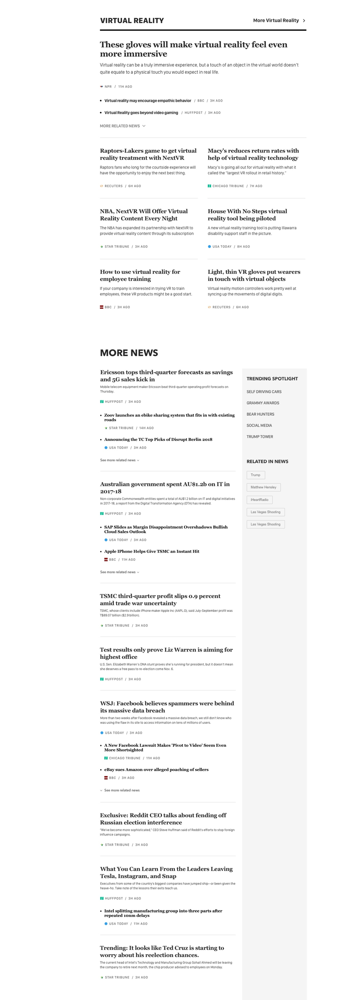 VIRTUAL REALITY
More Virtual Reality
These gloves will make virtual reality feel even
more immersive
Virtual reality can be a truly immersive experience, but a touch of an object in the virtual world doesn't
quite equate to a physical touch you would expect in real life.
NPR / 11H AGO
• Virtual reality may encourage empathic behavior / BBC / 3H AGO
• Virtual Reality goes beyond video gaming / HUFFPOST / 3H AGO
MORE RELATED NEWS
Raptors-Lakers game to get virtual
reality treatment with NextVR
Raptors fans who long for the courtside experience will
have the opportunity to enjoy the next best thing.
RECUTERS / 6H AGO
Macy's reduces return rates with
help of virtual reality technology
Macy's is going all out for virtual reality with what it
called the "largest VR rollout in retail history."
CHICAGO TRIBUNE / 7H AGO
NBA, NextVR Will Offer Virtual
Reality Content Every Night
The NBA has expanded its partnership with NextVR to
provide virtual reality content through its subscription
STAR TRIBUNE / 3H AGO
House With No Steps virtual
reality tool being piloted
A new virtual reality training tool is putting Illawarra
disability support staff in the picture.
USA TODAY / 8H AGO
How to use virtual reality for
employee training
If your company is interested in trying VR to train
employees, these VR products might be a good start.
BBC / 3H AGO
Light, thin VR gloves put wearers
in touch with virtual objects
Virtual reality motion controllers work pretty well at
syncing up the movements of digital digits.
RECUTERS / 6H AGO
MORE NEWS
Ericsson tops third-quarter forecasts as savings
and 5G sales kick in
Mobile telecom equipment maker Ericsson beat third-quarter operating profit forecasts on
Thursday.
HUFFPOST / 3H AGO
• Zoov launches an ebike sharing system that fits in with existing
roads
STAR TRIBUNE / 14H AGO
• Announcing the TC Top Picks of Disrupt Berlin 2018
USA TODAY / 3H AGO
See more related news
Australian government spent AU$1.2b on IT in
2017-18
Non-corporate Commonwealth entities spent a total of AU$1.2 billion on IT and digital initiatives
in 2017-18, a report from the Digital Transformation Agency (DTA) has revealed.
HUFFPOST / 3H AGO
• SAP Slides as Margin Disappointment Overshadows Bullish
Cloud Sales Outlook
USA TODAY / 3H AGO
• Apple IPhone Helps Give TSMC an Instant Hit
BBC / 11H AGO
See more related news
TSMC third-quarter profit slips 0.9 percent
amid trade war uncertainty
TSMC, whose clients include iPhone maker Apple Inc (AAPL.O), said July-September profit was
T$89.07 billion ($2.9 billion).
STAR TRIBUNE / 3H AGO
Test results only prove Liz Warren is aiming for
highest office
U.S. Sen. Elizabeth Warren's DNA stunt proves she's running for president, but it doesn't mean
she deserves a free pass to re-election come Nov. 6.
HUFFPOST / 3H AGO
WSJ: Facebook believes spammers were behind
its massive data breach
More than two weeks after Facebook revealed a massive data breach, we still don't know who
was using the flaw in its site to access information on tens of millions of users.
USA TODAY / 3H AGO
• A New Facebook Lawsuit Makes 'Pivot to Video' Seem Even
More Shortsighted
CHICAGO TRIBUNE / 11H AGO
• eBay sues Amazon over alleged poaching of sellers
BBC / 3H AGO
See more related news
Exclusive: Reddit CEO talks about fending off
Russian election interference
"We've become more sophisticated," CEO Steve Huffman said of Reddit's efforts to stop foreign
influence campaigns.
STAR TRIBUNE / 3H AGO
What You Can Learn From the Leaders Leaving
Tesla, Instagram, and Snap
Executives from some of the country's biggest companies have jumped ship--or been given the
heave-ho. Take note of the lessons their exits teach us.
HUFFPOST / 3H AGO
• Intel splitting manufacturing group into three parts after
repeated 10nm delays
USA TODAY / 11H AGO
Trending: It looks like Ted Cruz is starting to
worry about his reelection chances.
The current head of Intel's Technology and Manufacturing Group Sohail Ahmed will be leaving
the company to retire next month, the chip producer advised to employees on Monday.
STAR TRIBUNE / 3H AGO
TRENDING SPOTLIGHT
SELF DRIVING CARS
GRAMMY AWARDS
BEAR HUNTERS
SOCIAL MEDIA
TRUMP TOWER
RELATED IN NEWS
Trump
Matthew Hensley
iHeartRadio
Las Vegas Shooting
Las Vegas Shooting